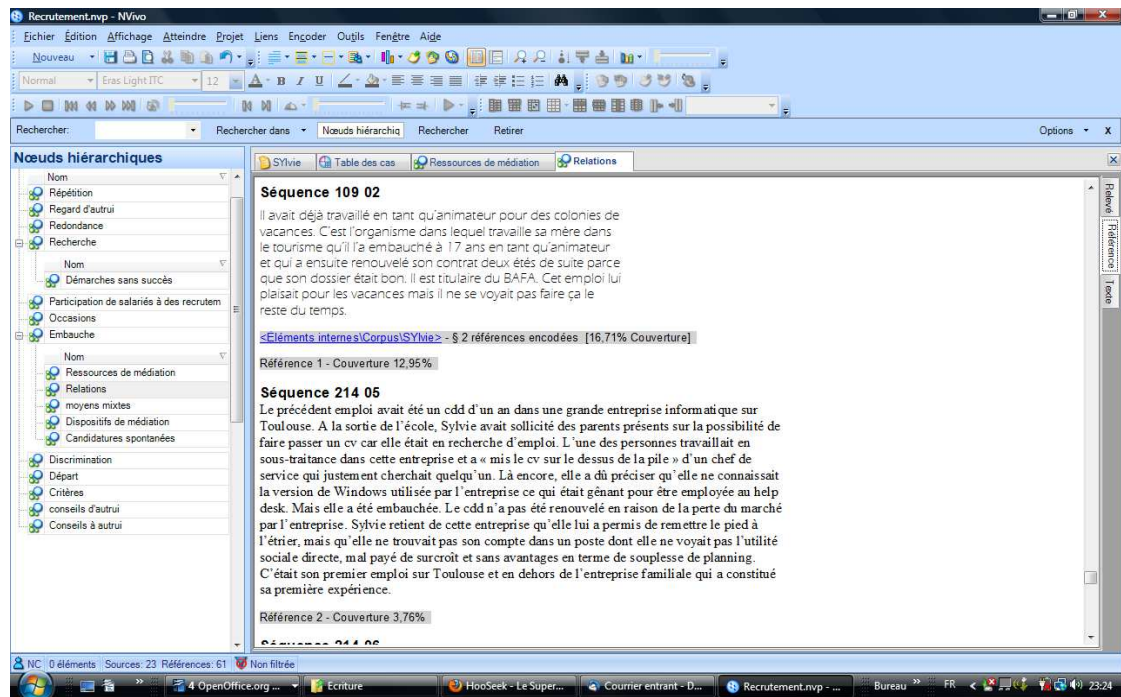 Recrutement.nvp - NVivo
Fichier Édition Affichage Atteindre Projet Liens Encoder Outils Fenêtre Aide
Nouveau
Normal Eras Light ITC 12 A B I U
Rechercher: Rechercher dans Nœuds hiérarchiq Rechercher Retirer Options x
Nœuds hiérarchiques
Nom
Répétition
Regard d'autrui
Redondance
Recherche
Nom
Démarches sans succès
Participation de salariés à des recrutem
Occasions
Embauche
Nom
Ressources de médiation
Relations
moyens mixtes
Dispositifs de médiation
Candidatures spontanées
Discrimination
Départ
Critères
conseils d'autrui
Conseils à autrui
SYlvie Table des cas Ressources de médiation Relations
Séquence 109 02
Il avait déjà travaillé en tant qu'animateur pour des colonies de
vacances. C'est l'organisme dans lequel travaille sa mère dans
le tourisme qu'il l'a embauché à 17 ans en tant qu'animateur
et qui a ensuite renouvelé son contrat deux étés de suite parce
que son dossier était bon. Il est titulaire du BAFA. Cet emploi lui
plaisait pour les vacances mais il ne se voyait pas faire ça le
reste du temps.
<Éléments internes\Corpus\SYlvie> - § 2 références encodées [16,71% Couverture]
Référence 1 - Couverture 12,95%
Séquence 214 05
Le précédent emploi avait été un cdd d'un an dans une grande entreprise informatique sur
Toulouse. A la sortie de l'école, Sylvie avait sollicité des parents présents sur la possibilité de
faire passer un cv car elle était en recherche d'emploi. L'une des personnes travaillait en
sous-traitance dans cette entreprise et a « mis le cv sur le dessus de la pile » d'un chef de
service qui justement cherchait quelqu'un. Là encore, elle a dû préciser qu'elle ne connaissait
la version de Windows utilisée par l'entreprise ce qui était gênant pour être employée au help
desk. Mais elle a été embauchée. Le cdd n'a pas été renouvelé en raison de la perte du marché
par l'entreprise. Sylvie retient de cette entreprise qu'elle lui a permis de remettre le pied à
l'étrier, mais qu'elle ne trouvait pas son compte dans un poste dont elle ne voyait pas l'utilité
sociale directe, mal payé de surcroît et sans avantages en terme de souplesse de planning.
C'était son premier emploi sur Toulouse et en dehors de l'entreprise familiale qui a constitué
sa première expérience.
Référence 2 - Couverture 3,76%
Séquence 214 06
Relevé
Référence
Texte
NC 0 éléments Sources: 23 Références: 61 Non filtrée
4 OpenOffice.org ... Ecriture HooSeek - Le Super... Courrier entrant - D... Recrutement.nvp - ... Bureau » FR < 23:24